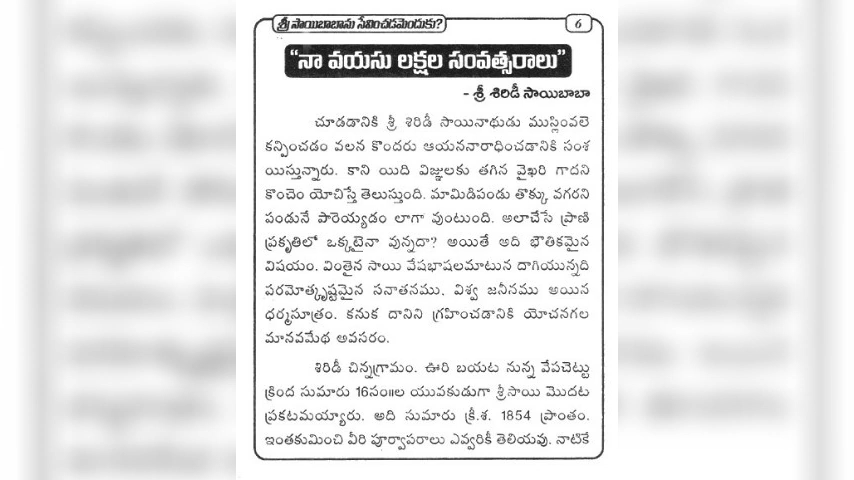 శ్రీ సాయిబాబాను సేవించడమెందుకు?
6
“నా వయసు లక్షల సంవత్సరాలు”
- శ్రీ శిరిడీ సాయిబాబా
చూడడానికి శ్రీ శిరిడీ సాయినాథుడు ముస్లింవలె
కన్పించడం వలన కొందరు ఆయననారాధించడానికి సంశ
యిస్తున్నారు. కాని యిది విజ్ఞులకు తగిన వైఖరి గాదని
కొంచెం యోచిస్తే తెలుస్తుంది. మామిడిపండు తొక్కు వగరని
పండునే పారెయ్యడం లాగా వుంటుంది. అలాచేసే ప్రాణి
ప్రకృతిలో ఒక్కటైనా వున్నదా? అయితే అది భౌతికమైన
విషయం. వింతైన సాయి వేషభాషలమాటున దాగియున్నది
పరమోత్కృష్టమైన సనాతనము, విశ్వ జనీనము అయిన
ధర్మసూత్రం. కనుక దానిని గ్రహించడానికి యోచనగల
మానవమేథ అవసరం.
శిరిడీ చిన్నగ్రామం. ఊరి బయట నున్న వేపచెట్టు
క్రింద సుమారు 16సం॥ల యువకుడుగా శ్రీసాయి మొదట
ప్రకటమయ్యారు. అది సుమారు క్రీ.శ. 1854 ప్రాంతం.
ఇంతకుమించి వీరి పూర్వాపరాలు ఎవ్వరికీ తెలియవు. నాటికే